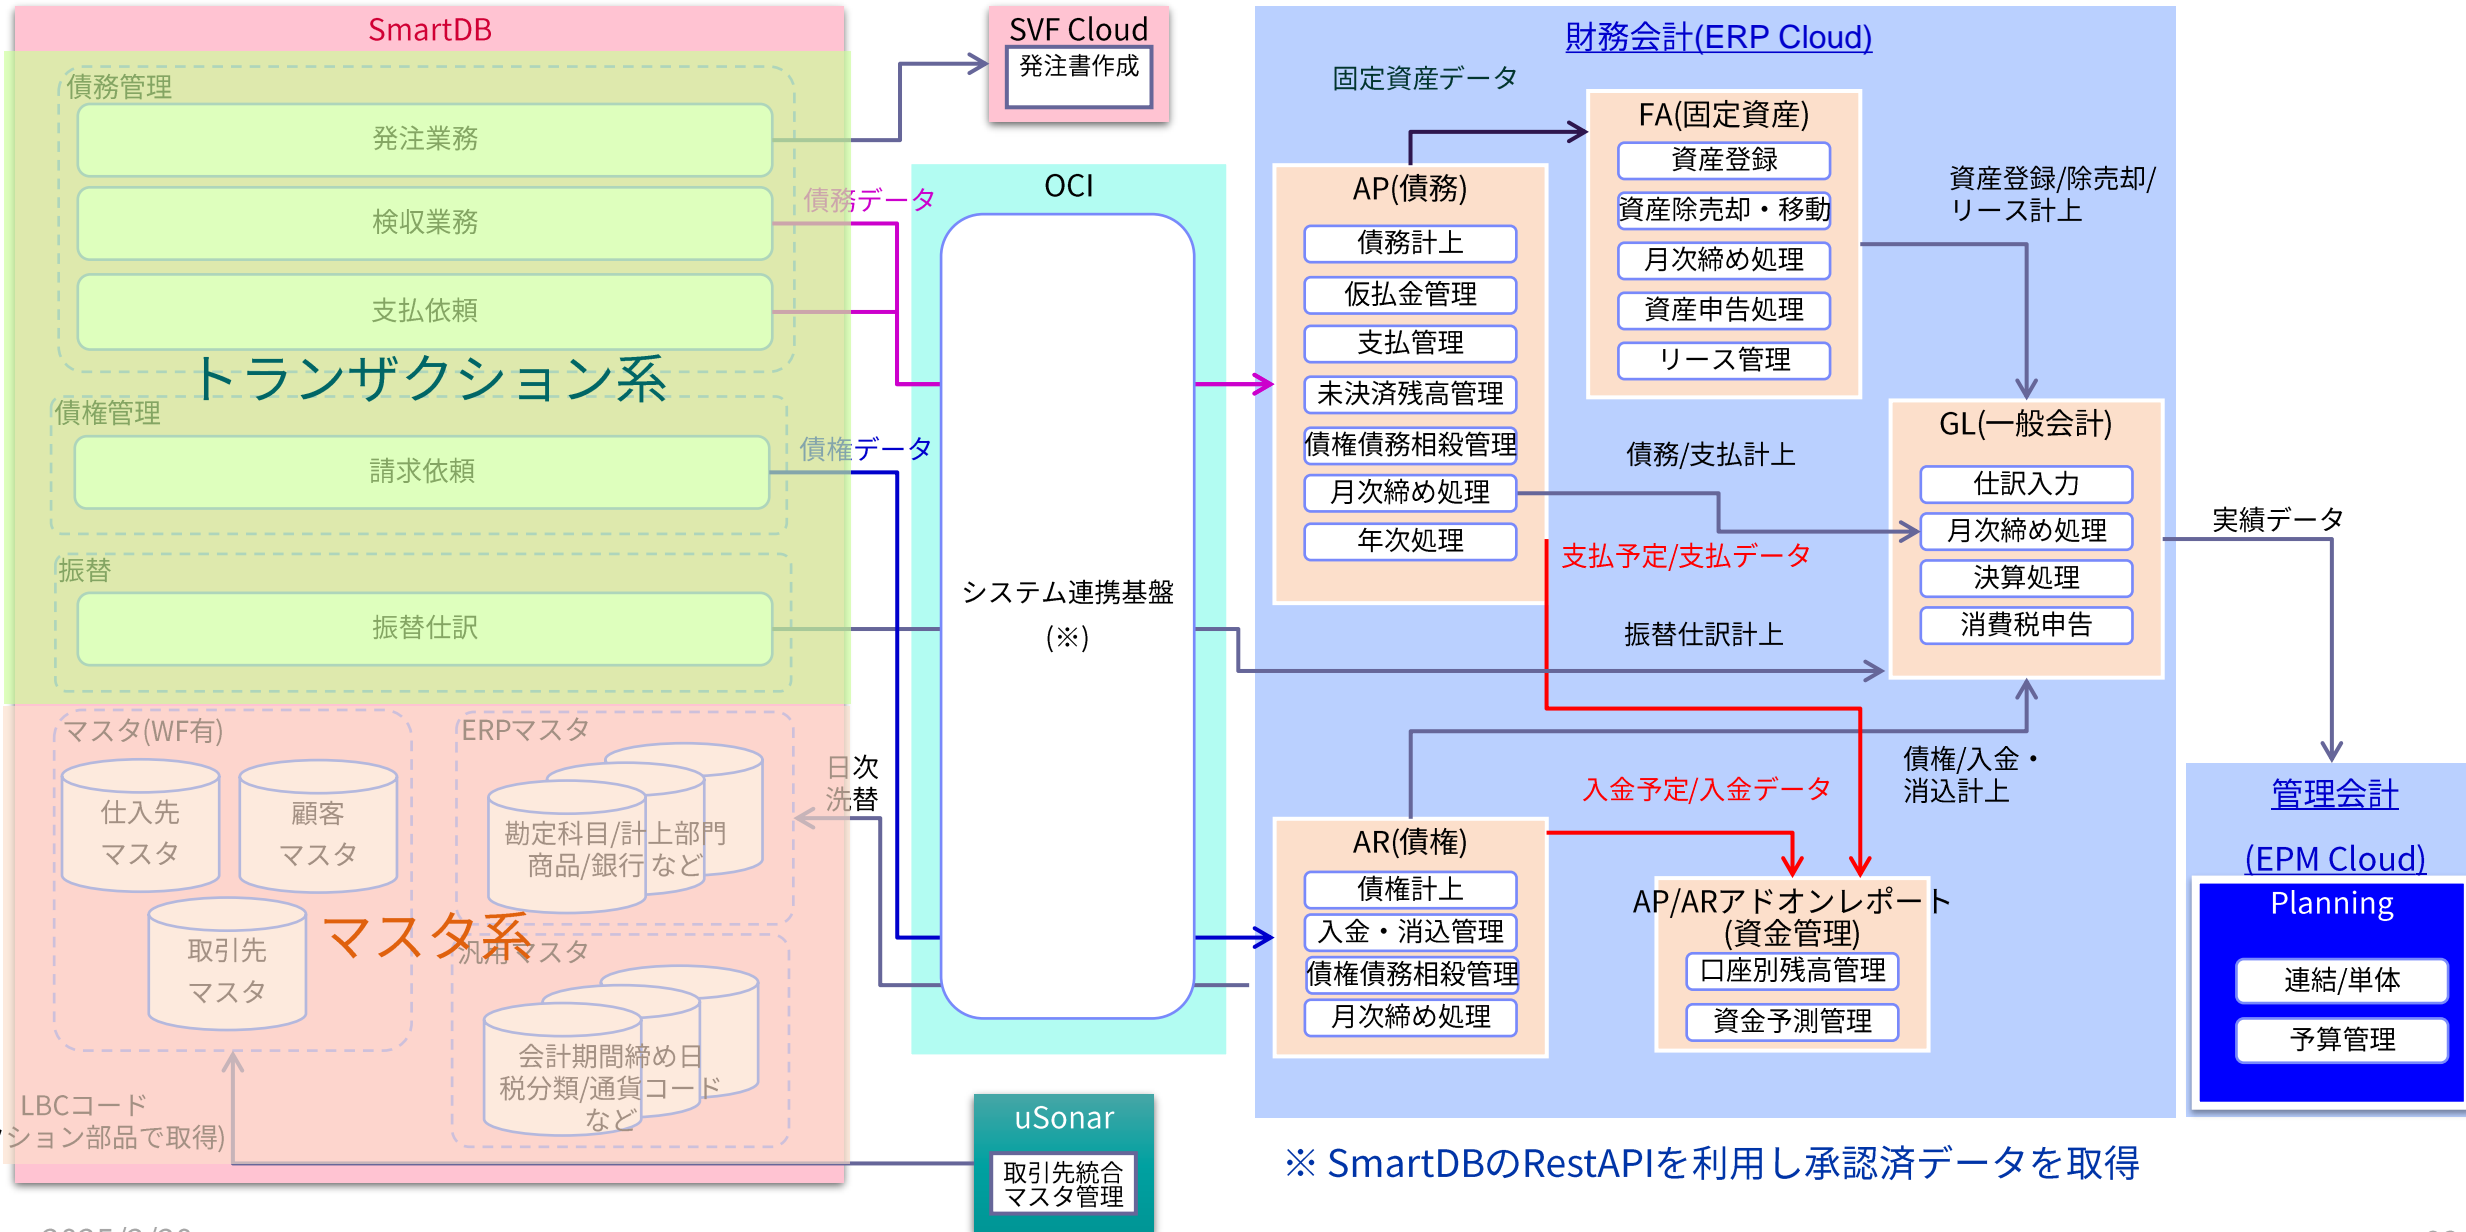 SmartDB
債務管理
発注業務
検収業務
支払依頼
トランザクション系
債権管理
請求依頼
振替
振替仕訳
マスタ(WF有)
仕入先
マスタ
顧客
マスタ
取引先
マスタ
マスタ系
ERPマスタ
勘定科目/計上部門
商品/銀行 など
汎用マスタ
会計期間締め日
税分類/通貨コード
など
LBCコード
ション部品で取得)
債務データ
債権データ
日次
洗替
SVF Cloud
発注書作成
OCI
システム連携基盤
(※)
uSonar
取引先統合
マスタ管理
財務会計(ERP Cloud)
固定資産データ
AP(債務)
債務計上
仮払金管理
支払管理
未決済残高管理
債権債務相殺管理
月次締め処理
年次処理
FA(固定資産)
資産登録
資産除売却・移動
月次締め処理
資産申告処理
リース管理
資産登録/除売却/
リース計上
GL(一般会計)
仕訳入力
月次締め処理
決算処理
消費税申告
債務/支払計上
支払予定/支払データ
振替仕訳計上
債権/入金・
消込計上
入金予定/入金データ
AR(債権)
債権計上
入金・消込管理
債権債務相殺管理
月次締め処理
AP/ARアドオンレポート
(資金管理)
口座別残高管理
資金予測管理
実績データ
管理会計
(EPM Cloud)
Planning
連結/単体
予算管理
※ SmartDBのRestAPIを利用し承認済データを取得